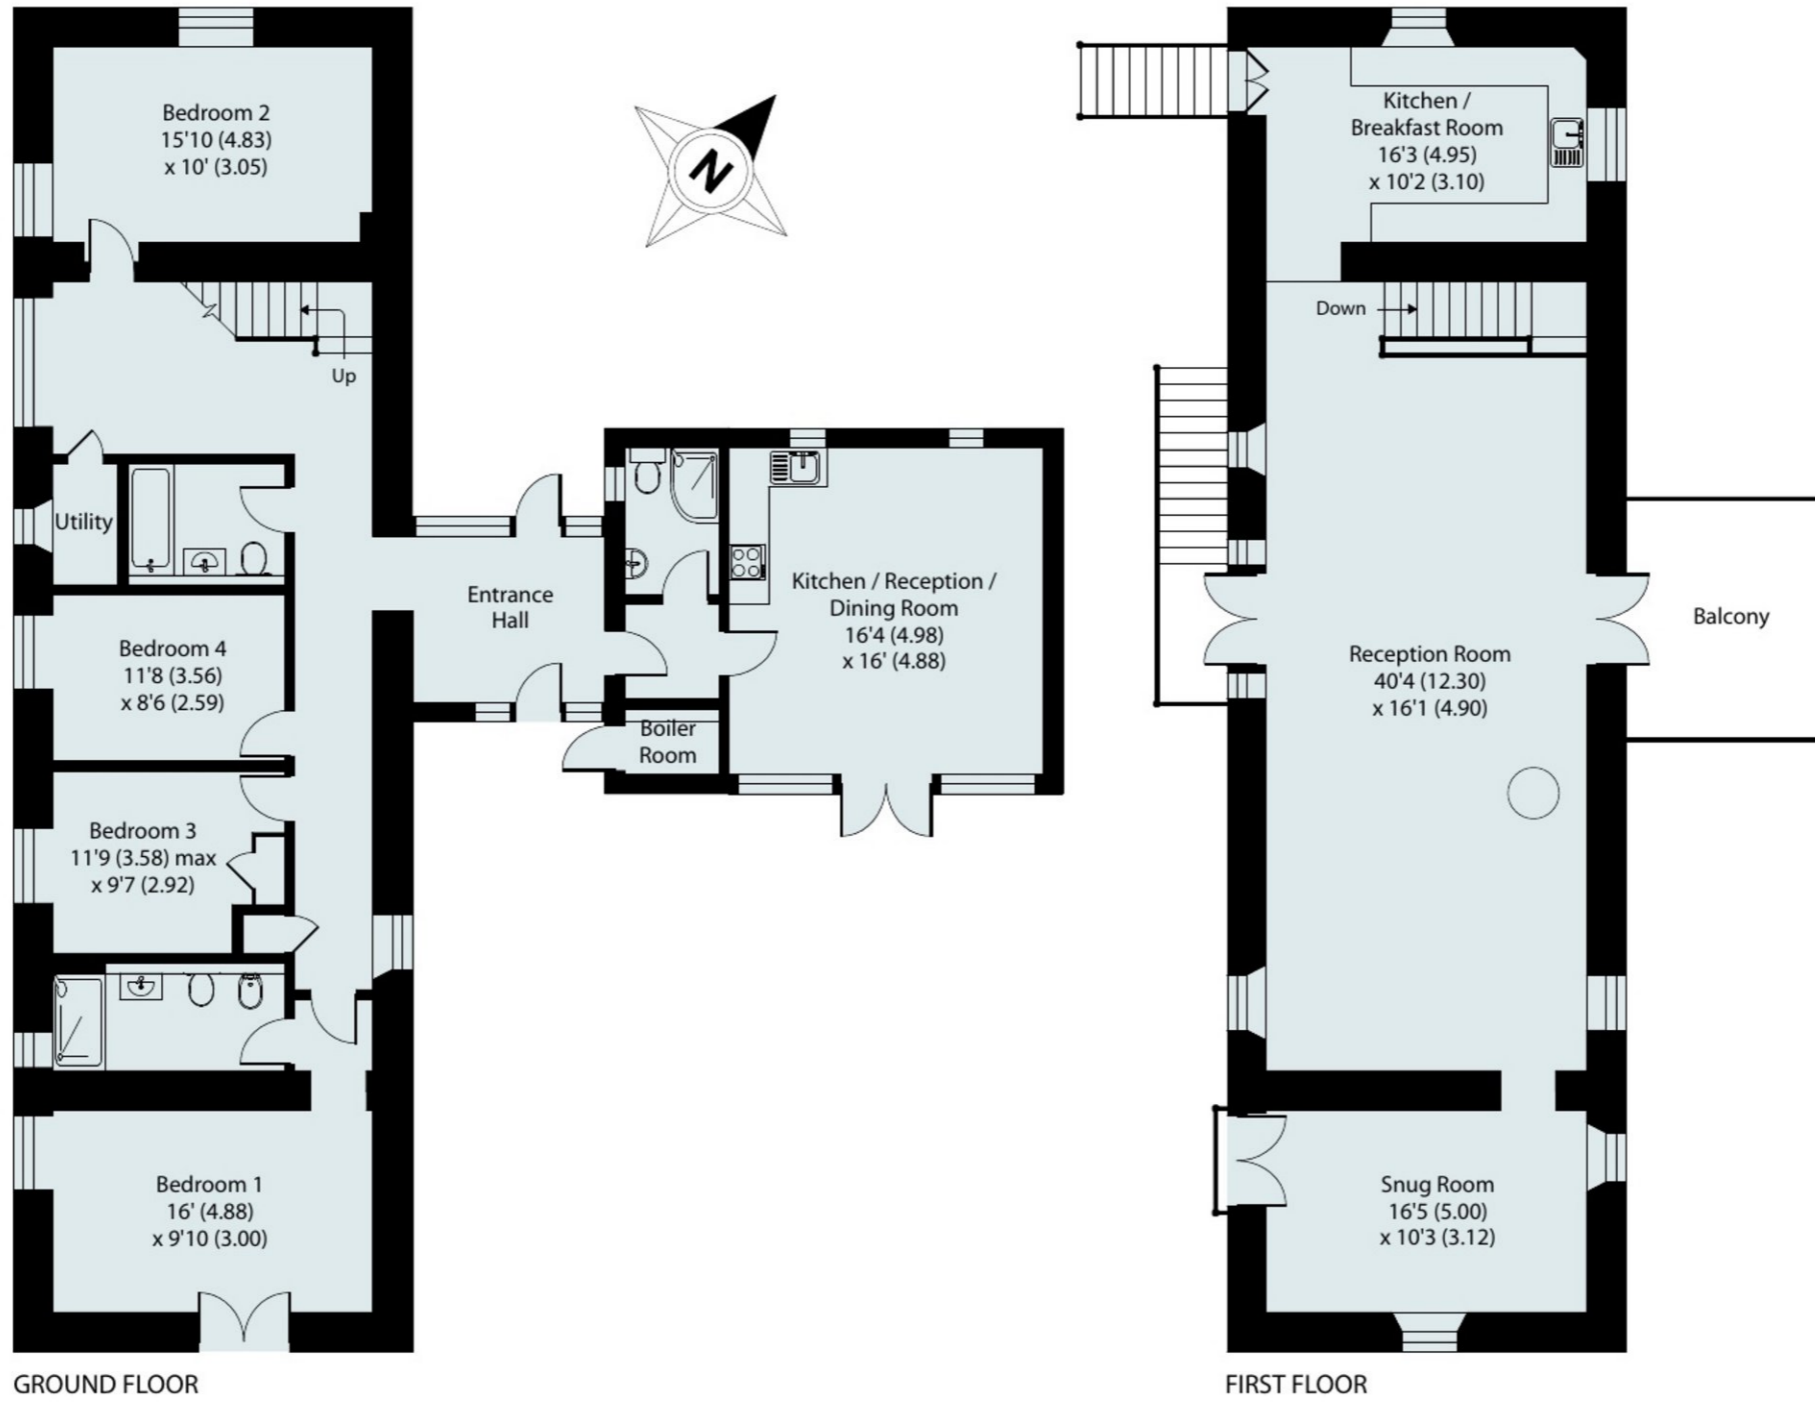 Bedroom 2
15'10 (4.83)
x 10' (3.05)
Up
Utility
Bedroom 4
11'8 (3.56)
x 8'6 (2.59)
Bedroom 3
11'9 (3.58) max
x 9'7 (2.92)
Bedroom 1
16' (4.88)
x 9'10 (3.00)
Entrance
Hall
Boiler
Room
Kitchen / Reception /
Dining Room
16'4 (4.98)
x 16' (4.88)
GROUND FLOOR
N
Kitchen /
Breakfast Room
16'3 (4.95)
x 10'2 (3.10)
Down
Reception Room
40'4 (12.30)
x 16'1 (4.90)
Balcony
Snug Room
16'5 (5.00)
x 10'3 (3.12)
FIRST FLOOR